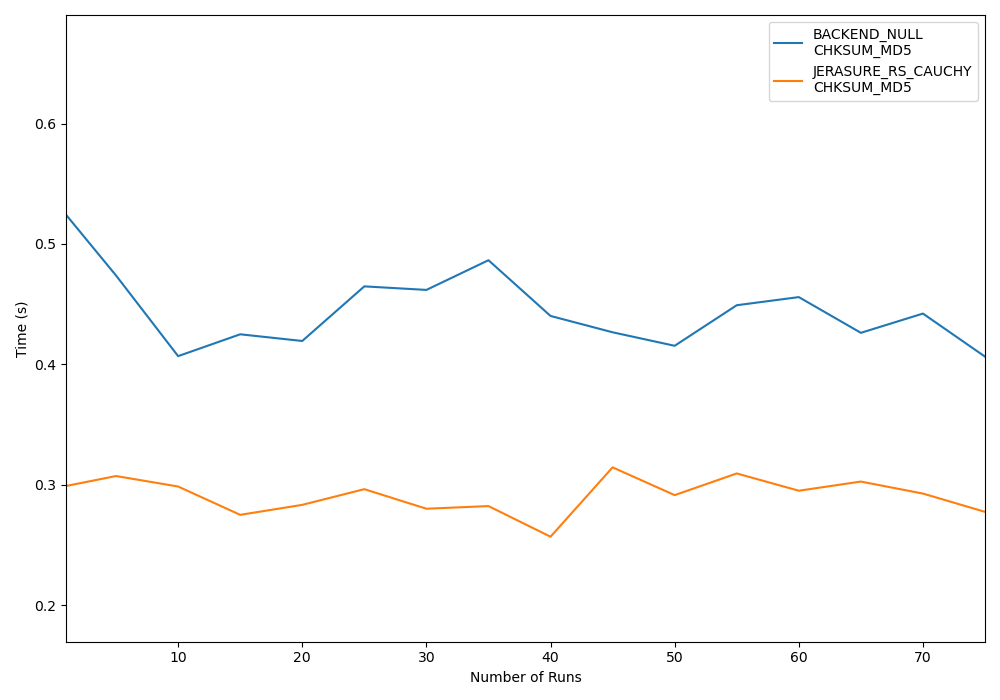 BACKEND_NULL
CHKSUM_MD5
JERASURE_RS_CAUCHY
CHKSUM_MD5
0.6
0.5
0.4
0.3
0.2
Time (s)
10 20 30 40 50 60 70
Number of Runs